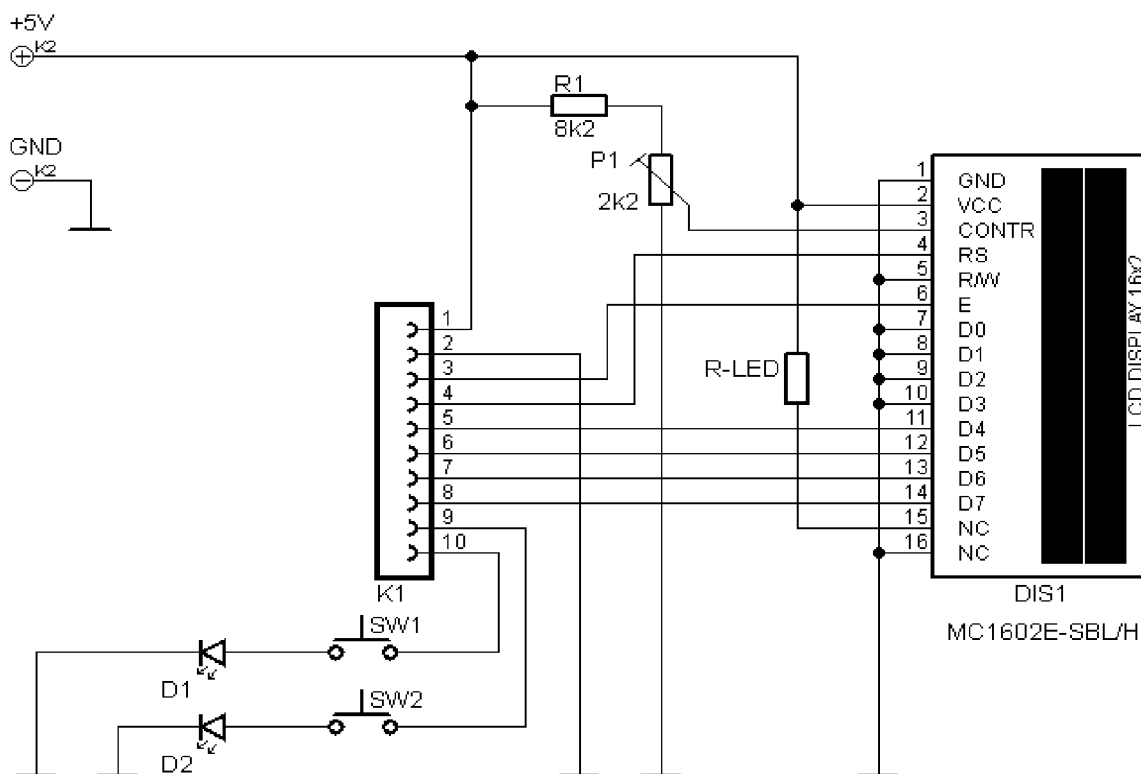 +5V
K2
GND
K2
R1
8k2
P1
2k2
1 GND
2 VCC
3 CONTR
4 RS
5 R/W
6 E
7 D0
8 D1
9 D2
10 D3
11 D4
12 D5
13 D6
14 D7
15 NC
16 NC
LCD DISPLAY 16x2
DIS1
MC1602E-SBL/H
R-LED
1
2
3
4
5
6
7
8
9
10
K1
SW1
D1
SW2
D2